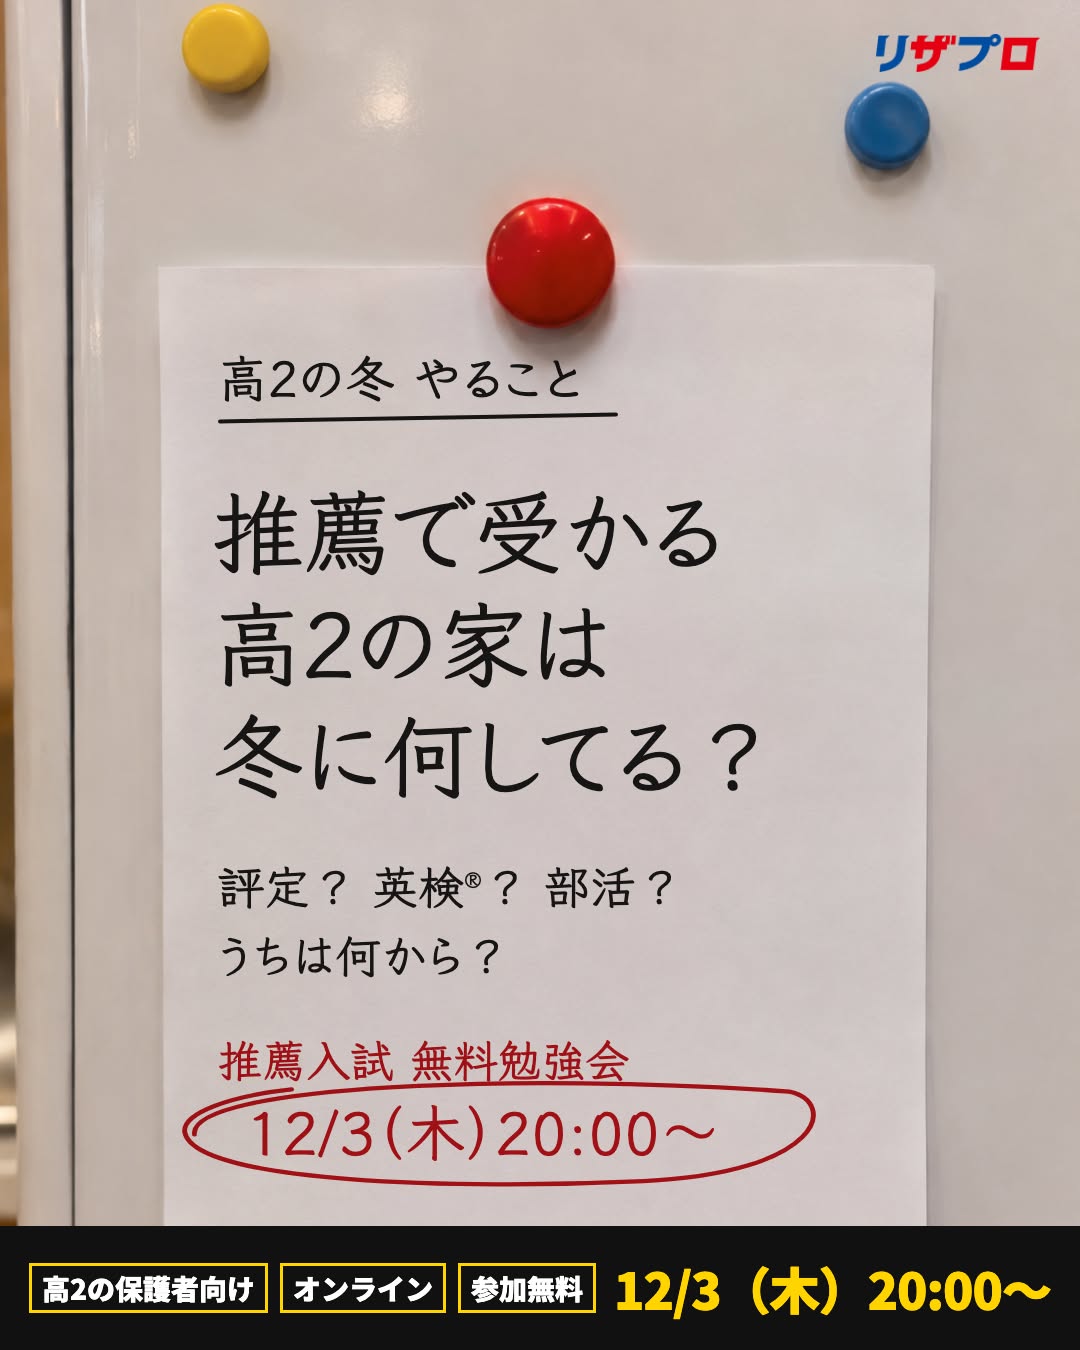 リザプロ
高2の冬 やること
推薦で受かる
高2の家は
冬に何してる？
評定？ 英検®？ 部活？
うちは何から？
推薦入試 無料勉強会
12/3(木)20:00～
高2の保護者向け オンライン 参加無料 12/3（木）20:00～